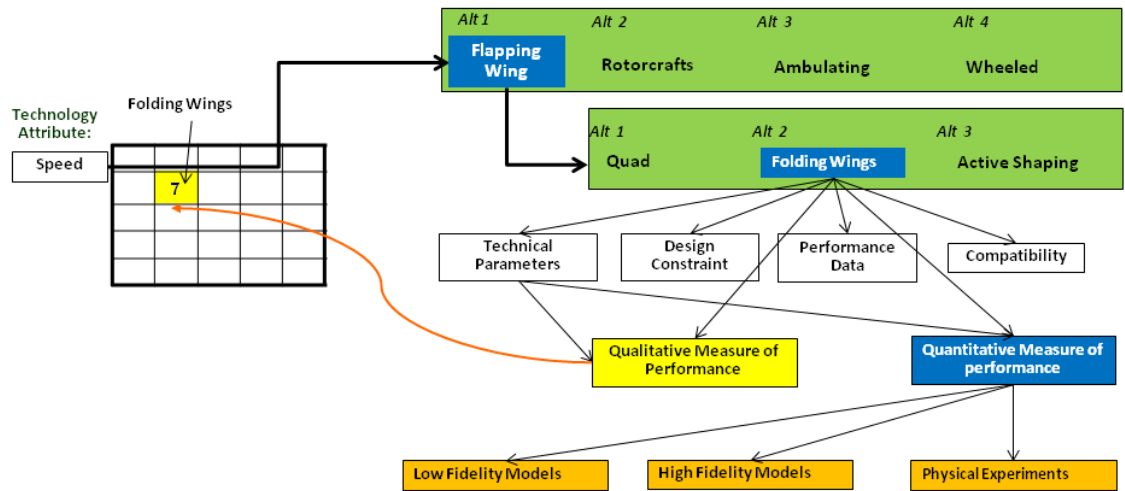 Alt 1
Alt 2
Alt 3
Alt 4
Flapping
Wing
Rotorcrafts
Ambulating
Wheeled
Folding Wings
Technology
Attribute:
Speed
7
Alt 1
Alt 2
Alt 3
Quad
Folding Wings
Active Shaping
Technical
Parameters
Design
Constraint
Performance
Data
Compatibility
Qualitative Measure of
Performance
Quantitative Measure of
performance
Low Fidelity Models
High Fidelity Models
Physical Experiments